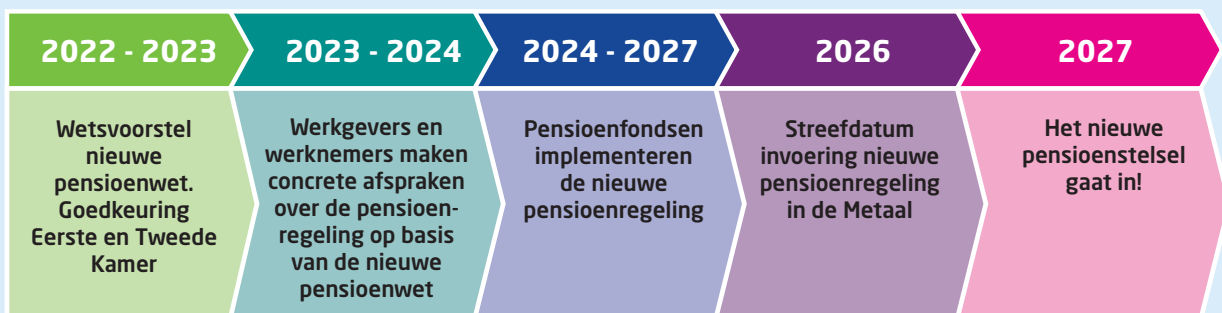 2022 - 2023
Wetsvoorstel
nieuwe
pensioenwet.
Goedkeuring
Eerste en Tweede
Kamer
2023 - 2024
Werkgevers en
werknemers maken
concrete afspraken
over de pensioen-
regeling op basis
van de nieuwe
pensioenwet
2024 - 2027
Pensioenfondsen
implementeren
de nieuwe
pensioenregeling
2026
Streefdatum
invoering nieuwe
pensioenregeling
in de Metaal
2027
Het nieuwe
pensioenstelsel
gaat in!